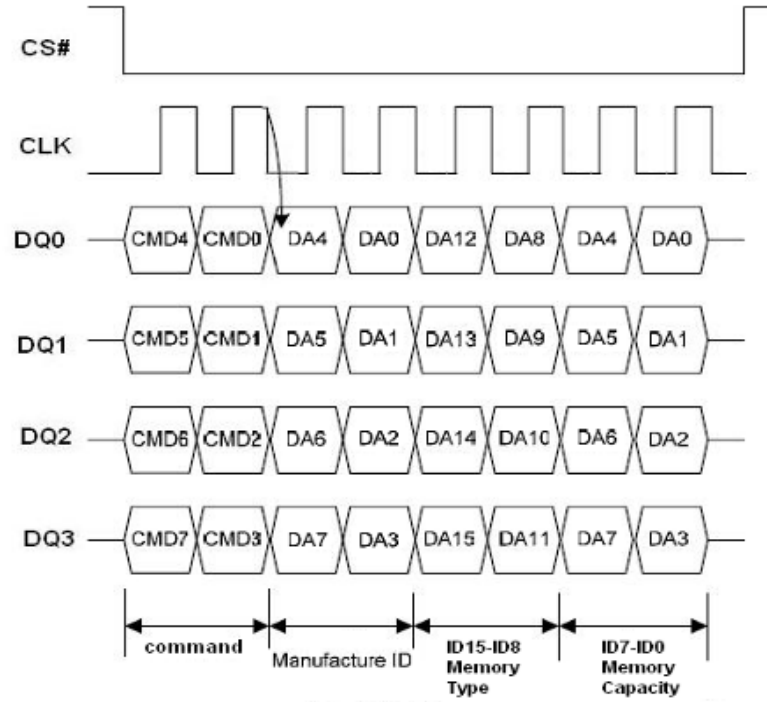 CS#
CLK
DQ0 CMD4 CMD0 DA4 DA0 DA12 DA8 DA4 DA0
DQ1 CMD5 CMD1 DA5 DA1 DA13 DA9 DA5 DA1
DQ2 CMD6 CMD2 DA6 DA2 DA14 DA10 DA6 DA2
DQ3 CMD7 CMD3 DA7 DA3 DA15 DA11 DA7 DA3
command
Manufacture ID
ID15-ID8
Memory
Type
ID7-ID0
Memory
Capacity